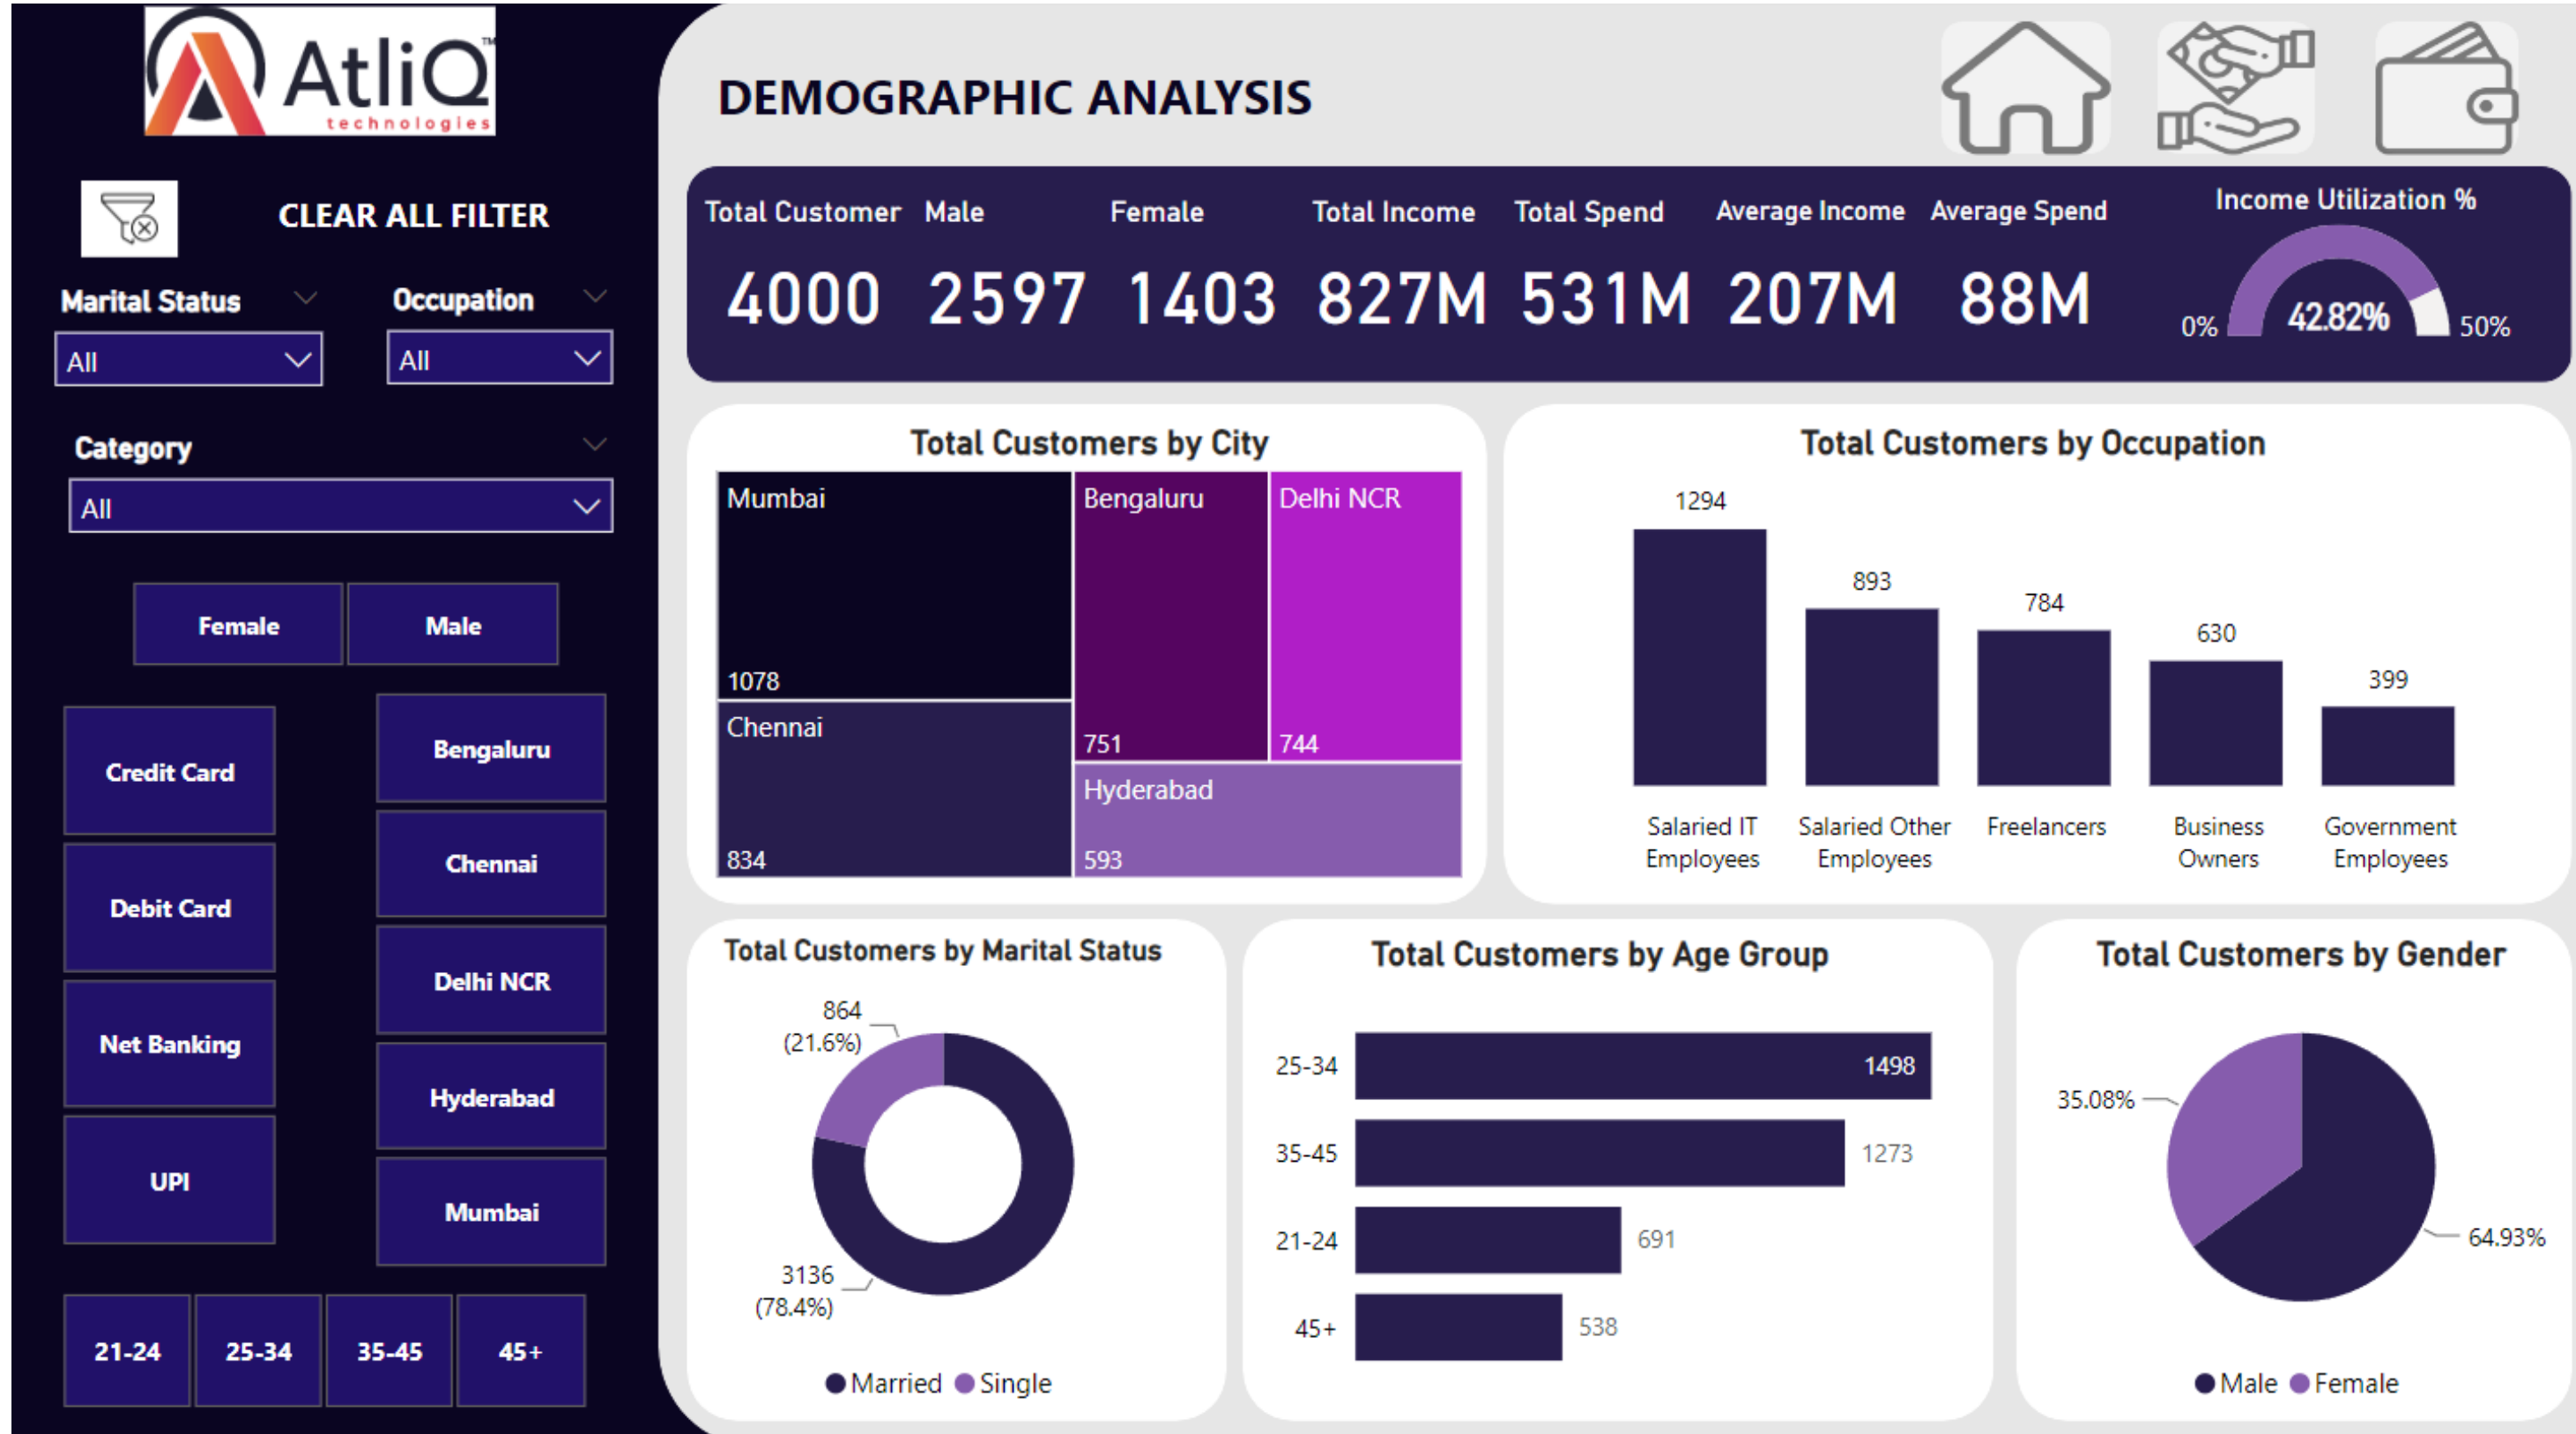 AtliQ™
technologies
CLEAR ALL FILTER
Marital Status
Occupation
All
All
Category
All
Female
Male
Credit Card
Debit Card
Net Banking
UPI
Bengaluru
Chennai
Delhi NCR
Hyderabad
Mumbai
21-24
25-34
35-45
45+
DEMOGRAPHIC ANALYSIS
Total Customer
4000
Male
2597
Female
1403
Total Income
827M
Total Spend
531M
Average Income
207M
Average Spend
88M
Income Utilization %
0%
42.82%
50%
Total Customers by City
Mumbai
1078
Chennai
834
Bengaluru
751
Delhi NCR
744
Hyderabad
593
Total Customers by Occupation
1294
893
784
630
399
Salaried IT
Employees
Salaried Other
Employees
Freelancers
Business
Owners
Government
Employees
Total Customers by Marital Status
864
(21.6%)
3136
(78.4%)
Married
Single
Total Customers by Age Group
25-34
1498
35-45
1273
21-24
691
45+
538
Total Customers by Gender
35.08%
64.93%
Male
Female